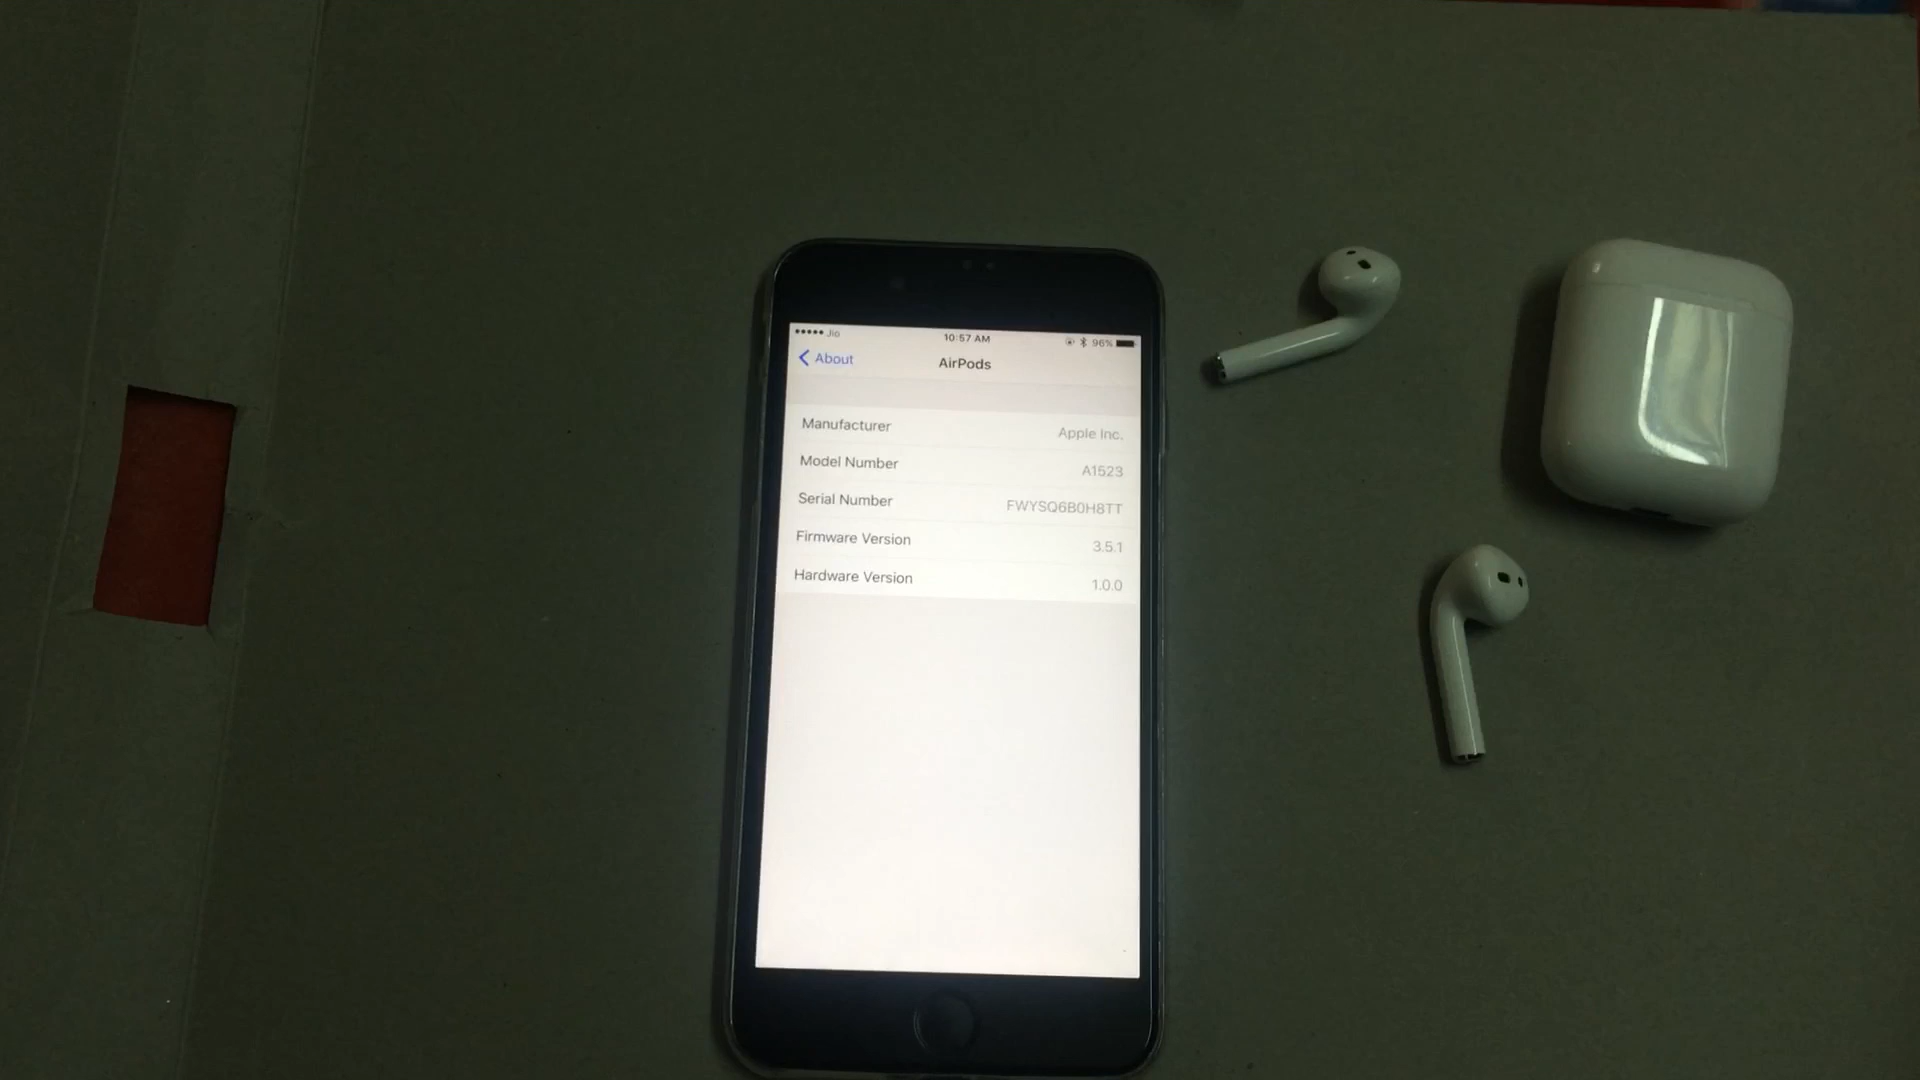 Jio 10:57 AM 96%
About AirPods
Manufacturer Apple Inc.
Model Number A1523
Serial Number FWYSQ6B0H8TT
Firmware Version 3.5.1
Hardware Version 1.0.0